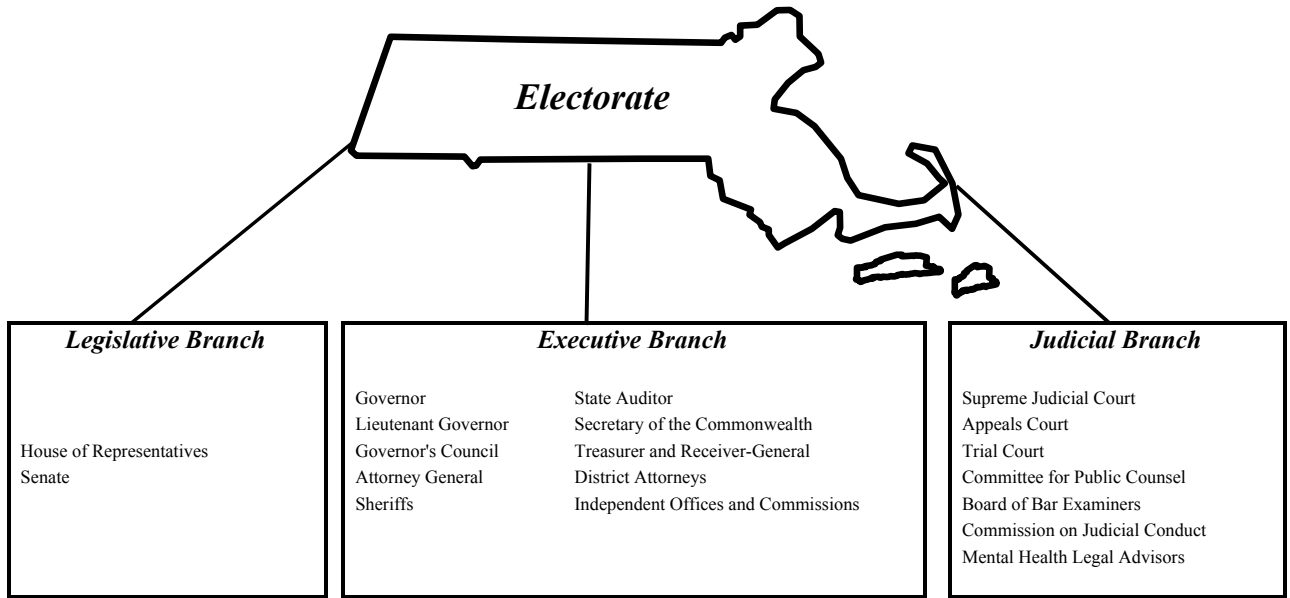 Electorate
Legislative Branch
House of Representatives
Senate
Executive Branch
Governor
Lieutenant Governor
Governor's Council
Attorney General
Sheriffs
State Auditor
Secretary of the Commonwealth
Treasurer and Receiver-General
District Attorneys
Independent Offices and Commissions
Judicial Branch
Supreme Judicial Court
Appeals Court
Trial Court
Committee for Public Counsel
Board of Bar Examiners
Commission on Judicial Conduct
Mental Health Legal Advisors